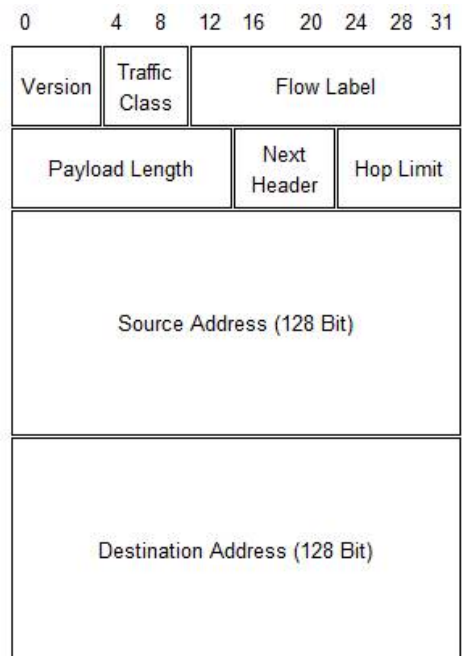 0 4 8 12 16 20 24 28 31
Version Traffic Class Flow Label
Payload Length Next Header Hop Limit
Source Address (128 Bit)
Destination Address (128 Bit)